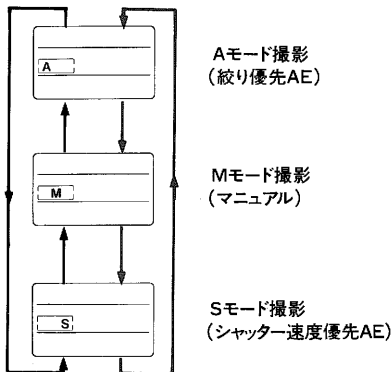 A
Aモード撮影
(絞り優先AE)
M
Mモード撮影
(マニュアル)
S
Sモード撮影
(シャッター速度優先AE)